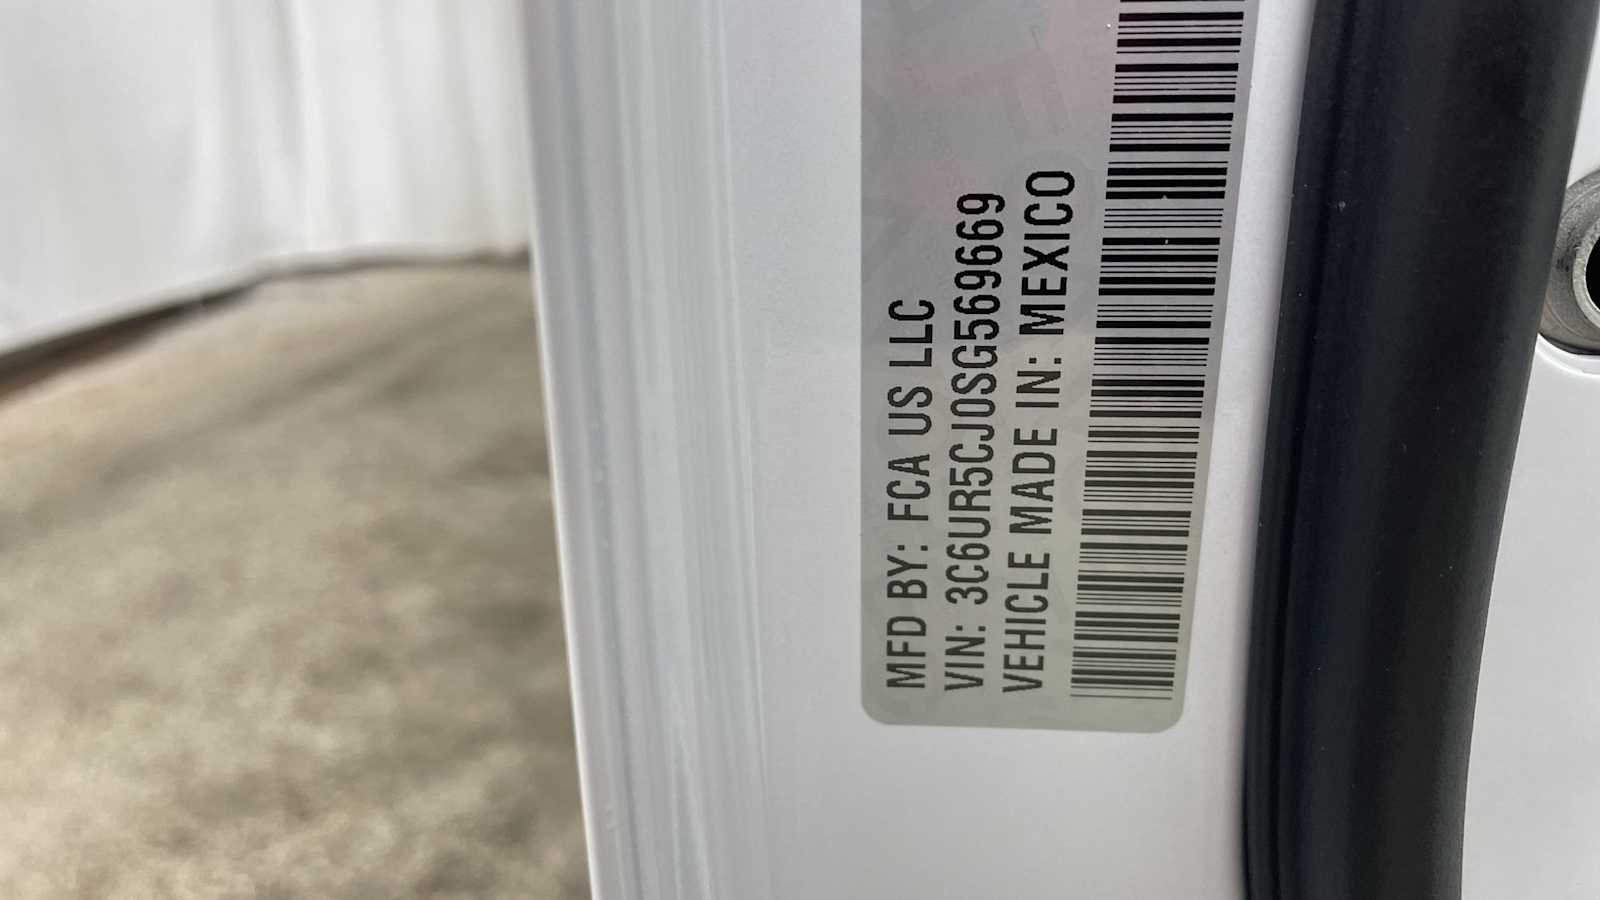 MFD BY: FCA US LLC
VIN: 3C6UR5CJ0SG569669
VEHICLE MADE IN: MEXICO